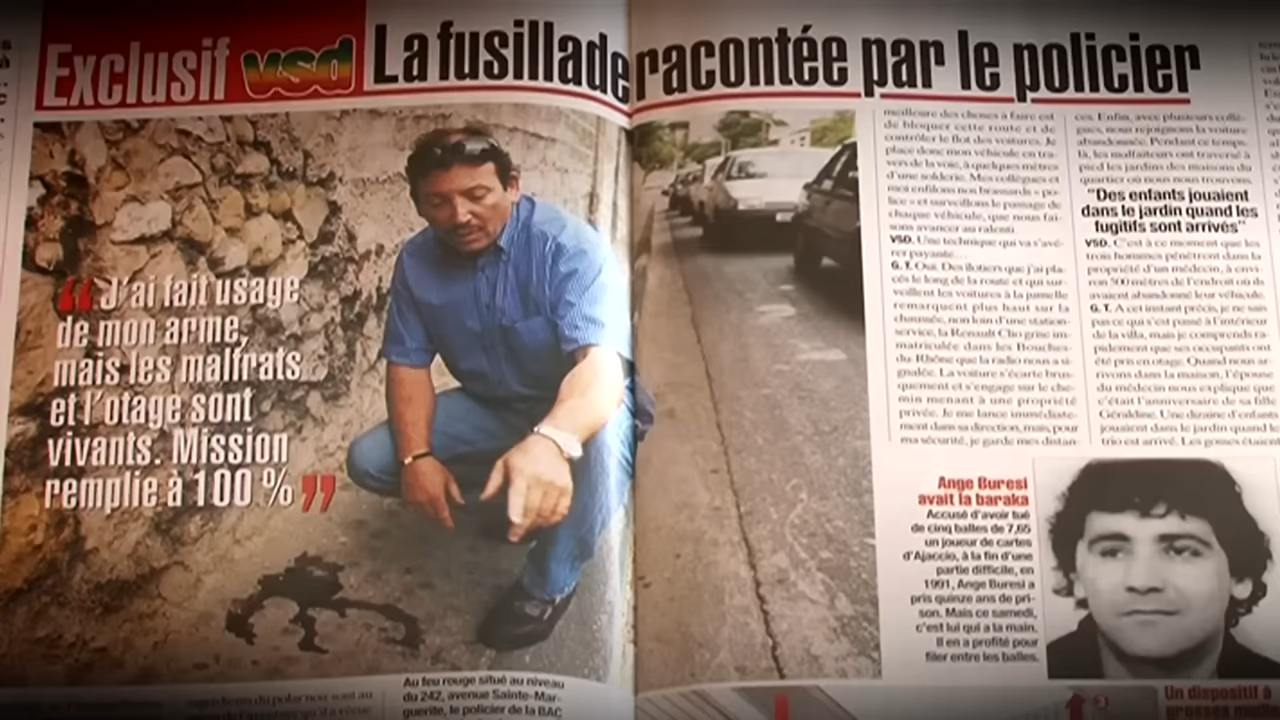 Exclusif vsd La fusillade racontée par le policier
"J'ai fait usage
de mon arme,
mais les malfrats
et l'otage sont
vivants. Mission
remplie à 100 %"
Au feu rouge situé au niveau
du 242, avenue Sainte-Mar-
guerite, le policier de la BAC
meilleure des choses à faire est
de bloquer cette route et de
contrôler le flot des voitures. Je
place donc mon véhicule en tra-
vers de la voie, à quelques mètres
d'une solderie. Mes collègues et
moi enfilons nos brassards « po-
lice » et surveillons le passage de
chaque véhicule, que nous fai-
sons avancer au ralenti.
VSD. Une technique qui va s'avé-
rer payante…
G. T. Oui. Des îlotiers que j'ai pla-
cés le long de la route et qui sur-
veillent les voitures à la jumelle
remarquent plus haut sur la
chaussée, non loin d'une station-
service, la Renault Clio grise im-
matriculée dans les Bouches-
du-Rhône que la radio nous a si-
gnalée. La voiture s'écarte brus-
quement et s'engage sur le che-
min menant à une propriété
privée. Je me lance immédiate-
ment dans sa direction, mais, pour
ma sécurité, je garde mes distan-
ces. Enfin, avec plusieurs collè-
gues, nous rejoignons la voiture
abandonnée. Pendant ce temps-
là, les malfaiteurs ont traversé à
pied les jardins des maisons du
quartier où nous nous trouvons.
"Des enfants jouaient
dans le jardin quand les
fugitifs sont arrivés"
VSD. C'est à ce moment que les
trois hommes pénètrent dans la
propriété d'un médecin, à envi-
ron 500 mètres de l'endroit où ils
avaient abandonné leur véhicule.
G. T. A cet instant précis, je ne sais
pas ce qui s'est passé à l'intérieur
de la villa, mais je comprends ra-
pidement que ses occupants ont
été pris en otage. Quand nous ar-
rivons dans la maison, l'épouse
du médecin nous explique que
c'était l'anniversaire de sa fille
Géraldine. Une dizaine d'enfants
jouaient dans le jardin quand le
trio est arrivé. Les gosses étaient
Ange Buresi
avait la baraka
Accusé d'avoir tué
de cinq balles de 7,65
un joueur de cartes
d'Ajaccio, à la fin d'une
partie difficile, en
1991, Ange Buresi a
pris quinze ans de pri-
son. Mais ce samedi,
c'est lui qui a la main.
Il en a profité pour
filer entre les balles.
Un dispositif à